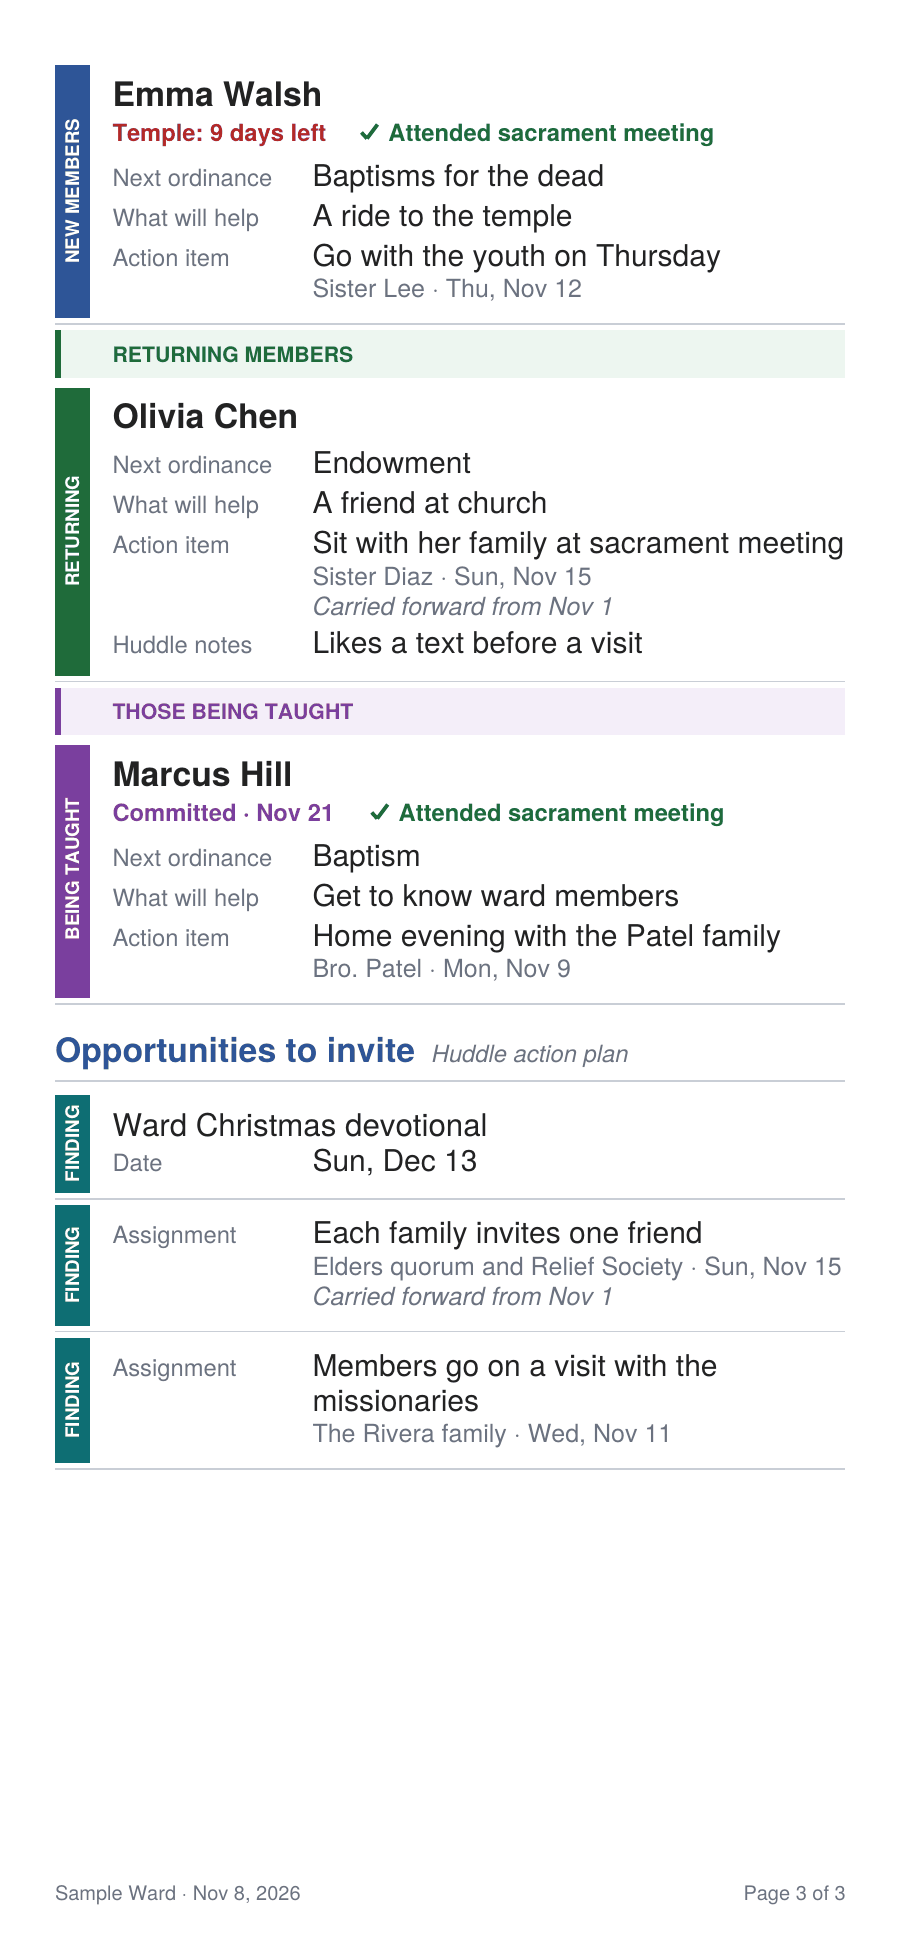 NEW MEMBERS
Emma Walsh
Temple: 9 days left ✓ Attended sacrament meeting
Next ordinance Baptisms for the dead
What will help A ride to the temple
Action item Go with the youth on Thursday
Sister Lee · Thu, Nov 12
RETURNING MEMBERS
RETURNING
Olivia Chen
Next ordinance Endowment
What will help A friend at church
Action item Sit with her family at sacrament meeting
Sister Diaz · Sun, Nov 15
Carried forward from Nov 1
Huddle notes Likes a text before a visit
THOSE BEING TAUGHT
BEING TAUGHT
Marcus Hill
Committed · Nov 21 ✓ Attended sacrament meeting
Next ordinance Baptism
What will help Get to know ward members
Action item Home evening with the Patel family
Bro. Patel · Mon, Nov 9
Opportunities to invite Huddle action plan
FINDING
Ward Christmas devotional
Date Sun, Dec 13
FINDING
Assignment Each family invites one friend
Elders quorum and Relief Society · Sun, Nov 15
Carried forward from Nov 1
FINDING
Assignment Members go on a visit with the
missionaries
The Rivera family · Wed, Nov 11
Sample Ward · Nov 8, 2026 Page 3 of 3